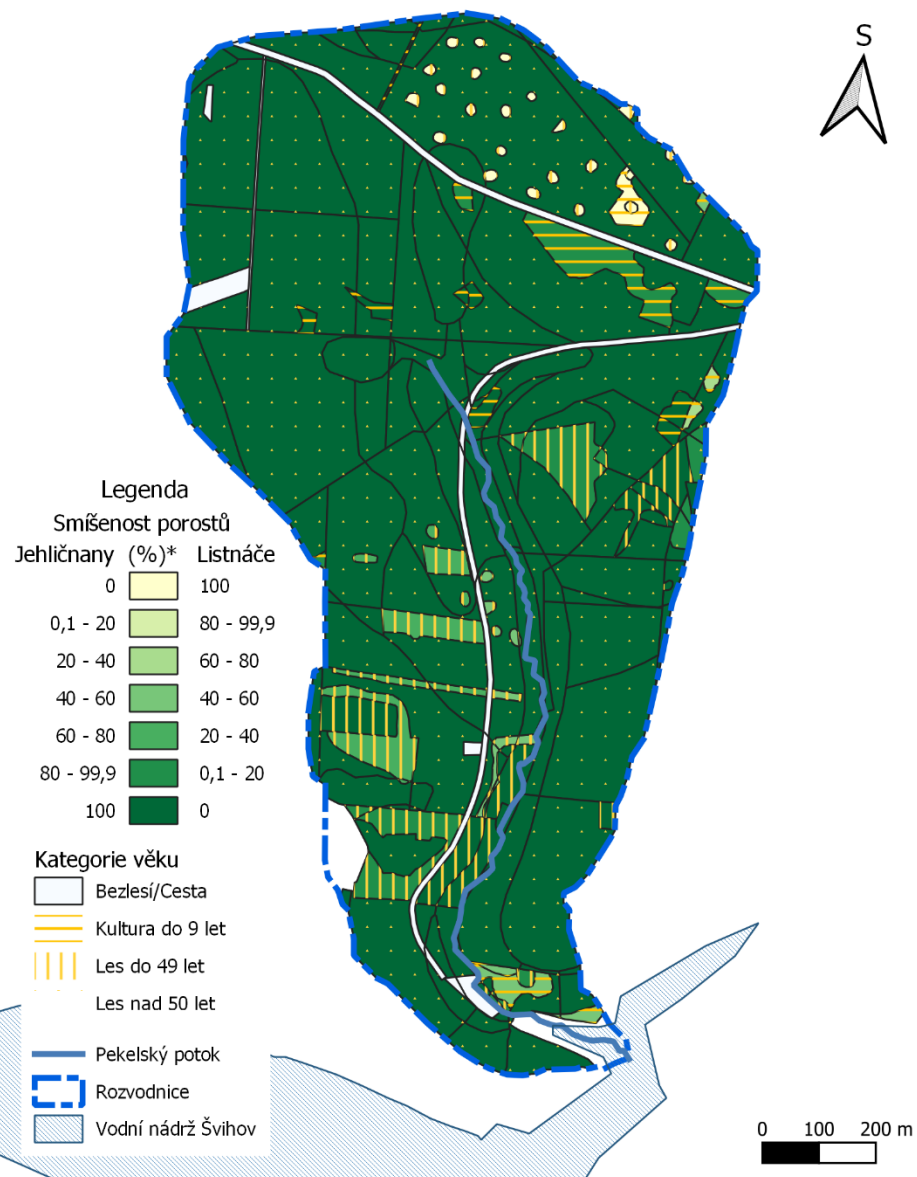 S
Legenda
Smíšenost porostů
Jehličnany (%)* Listnáče
0 100
0,1 - 20 80 - 99,9
20 - 40 60 - 80
40 - 60 40 - 60
60 - 80 20 - 40
80 - 99,9 0,1 - 20
100 0
Kategorie věku
Bezlesí/Cesta
Kultura do 9 let
Les do 49 let
Les nad 50 let
Pekelský potok
Rozvodnice
Vodní nádrž Švihov
0 100 200 m